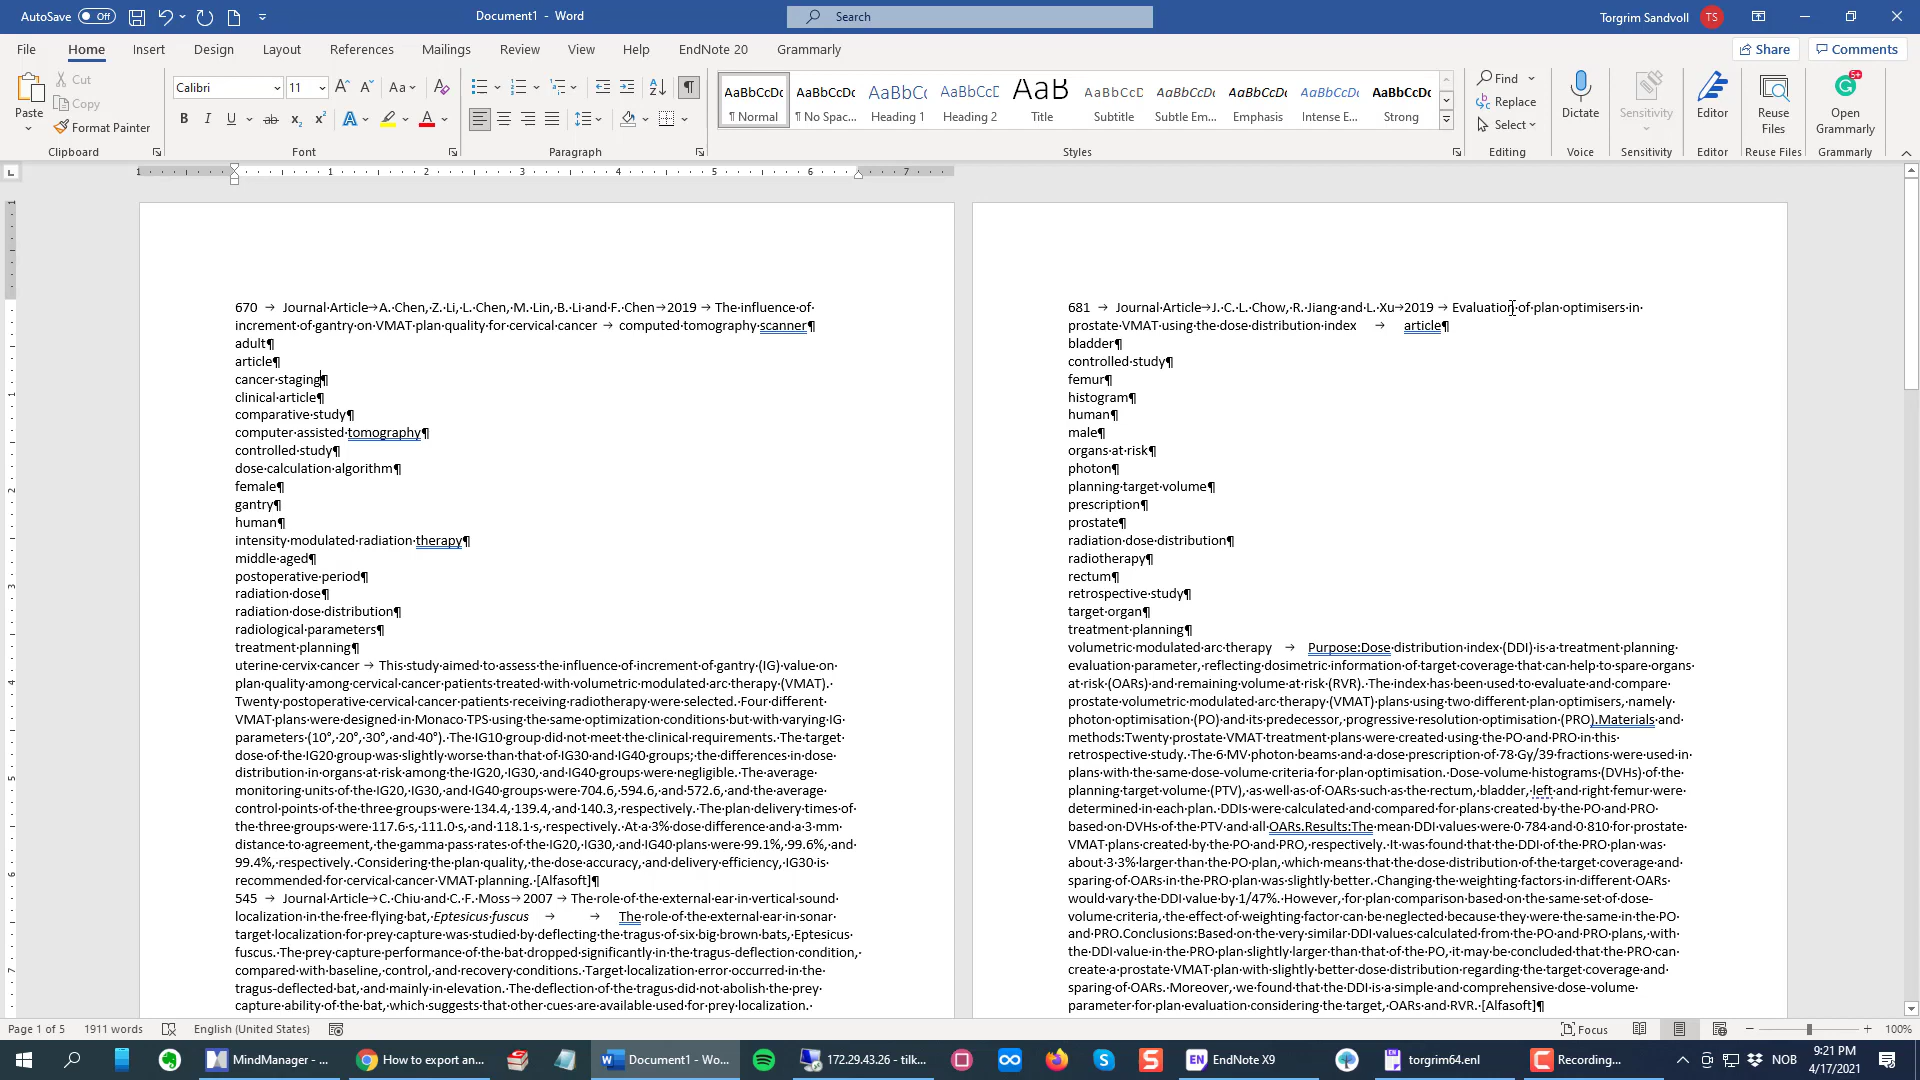 AutoSave Off
Document1 - Word
Search
Torgrim Sandvoll TS
File Home Insert Design Layout References Mailings Review View Help EndNote 20 Grammarly
Share Comments
Paste
Cut
Copy
Format Painter
Clipboard
Calibri 11
Font
Paragraph
AaBbCcDc AaBbCcDc AaBbCc AaBbCcD AaB AaBbCcD AaBbCcDc AaBbCcDc AaBbCcDc AaBbCcDc
¶ Normal ¶ No Spac... Heading 1 Heading 2 Title Subtitle Subtle Em... Emphasis Intense E... Strong
Styles
Find
Replace
Select
Editing
Dictate
Voice
Sensitivity
Sensitivity
Editor
Editor
Reuse Files
Reuse Files
Open Grammarly
Grammarly
670 → Journal·Article→A.·Chen,·Z.·Li,·L.·Chen,·M.·Lin,·B.·Li·and·F.·Chen→2019→The·influence·of·
increment·of·gantry·on·VMAT·plan·quality·for·cervical·cancer → computed·tomography·scanner¶
adult¶
article¶
cancer·staging¶
clinical·article¶
comparative·study¶
computer·assisted·tomography¶
controlled·study¶
dose·calculation·algorithm¶
female¶
gantry¶
human¶
intensity·modulated·radiation·therapy¶
middle·aged¶
postoperative·period¶
radiation·dose¶
radiation·dose·distribution¶
radiological·parameters¶
treatment·planning¶
uterine·cervix·cancer → This·study·aimed·to·assess·the·influence·of·increment·of·gantry·(IG)·value·on·
plan·quality·among·cervical·cancer·patients·treated·with·volumetric·modulated·arc·therapy·(VMAT).·
Twenty·postoperative·cervical·cancer·patients·receiving·radiotherapy·were·selected.·Four·different·
VMAT·plans·were·designed·in·Monaco·TPS·using·the·same·optimization·conditions·but·with·varying·IG·
parameters·(10°,·20°,·30°,·and·40°).·The·IG10·group·did·not·meet·the·clinical·requirements.·The·target·
dose·of·the·IG20·group·was·slightly·worse·than·that·of·IG30·and·IG40·groups;·the·differences·in·dose·
distribution·in·organs·at·risk·among·the·IG20,·IG30,·and·IG40·groups·were·negligible.·The·average·
monitoring·units·of·the·IG20,·IG30,·and·IG40·groups·were·704.6,·594.6,·and·572.6,·and·the·average·
control·points·of·the·three·groups·were·134.4,·139.4,·and·140.3,·respectively.·The·plan·delivery·times·of·
the·three·groups·were·117.6·s,·111.0·s,·and·118.1·s,·respectively.·At·a·3%·dose·difference·and·a·3·mm·
distance·to·agreement,·the·gamma·pass·rates·of·the·IG20,·IG30,·and·IG40·plans·were·99.1%,·99.6%,·and·
99.4%,·respectively.·Considering·the·plan·quality,·the·dose·accuracy,·and·delivery·efficiency,·IG30·is·
recommended·for·cervical·cancer·VMAT·planning.·[Alfasoft]¶
545 → Journal·Article→C.·Chiu·and·C.·F.·Moss→2007→The·role·of·the·external·ear·in·vertical·sound·
localization·in·the·free·flying·bat,·Eptesicus·fuscus → → The·role·of·the·external·ear·in·sonar·
target·localization·for·prey·capture·was·studied·by·deflecting·the·tragus·of·six·big·brown·bats,·Eptesicus·
fuscus.·The·prey·capture·performance·of·the·bat·dropped·significantly·in·the·tragus-deflection·condition,·
compared·with·baseline,·control,·and·recovery·conditions.·Target·localization·error·occurred·in·the·
tragus-deflected·bat,·and·mainly·in·elevation.·The·deflection·of·the·tragus·did·not·abolish·the·prey·
capture·ability·of·the·bat,·which·suggests·that·other·cues·are·available·used·for·prey·localization.·
681 → Journal·Article→J.·C.·L.·Chow,·R.·Jiang·and·L.·Xu→2019→Evaluation·of·plan·optimisers·in·
prostate·VMAT·using·the·dose·distribution·index → article¶
bladder¶
controlled·study¶
femur¶
histogram¶
human¶
male¶
organs·at·risk¶
photon¶
planning·target·volume¶
prescription¶
prostate¶
radiation·dose·distribution¶
radiotherapy¶
rectum¶
retrospective·study¶
target·organ¶
treatment·planning¶
volumetric·modulated·arc·therapy → Purpose:Dose·distribution·index·(DDI)·is·a·treatment·planning·
evaluation·parameter,·reflecting·dosimetric·information·of·target·coverage·that·can·help·to·spare·organs·
at·risk·(OARs)·and·remaining·volume·at·risk·(RVR).·The·index·has·been·used·to·evaluate·and·compare·
prostate·volumetric·modulated·arc·therapy·(VMAT)·plans·using·two·different·plan·optimisers,·namely·
photon·optimisation·(PO)·and·its·predecessor,·progressive·resolution·optimisation·(PRO).Materials·and·
methods:Twenty·prostate·VMAT·treatment·plans·were·created·using·the·PO·and·PRO·in·this·
retrospective·study.·The·6·MV·photon·beams·and·a·dose·prescription·of·78·Gy/39·fractions·were·used·in·
plans·with·the·same·dose-volume·criteria·for·plan·optimisation.·Dose-volume·histograms·(DVHs)·of·the·
planning·target·volume·(PTV),·as·well·as·of·OARs·such·as·the·rectum,·bladder,·left·and·right·femur·were·
determined·in·each·plan.·DDIs·were·calculated·and·compared·for·plans·created·by·the·PO·and·PRO·
based·on·DVHs·of·the·PTV·and·all·OARs.Results:The·mean·DDI·values·were·0·784·and·0·810·for·prostate·
VMAT·plans·created·by·the·PO·and·PRO,·respectively.·It·was·found·that·the·DDI·of·the·PRO·plan·was·
about·3·3%·larger·than·the·PO·plan,·which·means·that·the·dose·distribution·of·the·target·coverage·and·
sparing·of·OARs·in·the·PRO·plan·was·slightly·better.·Changing·the·weighting·factors·in·different·OARs·
would·vary·the·DDI·value·by·1/47%.·However,·for·plan·comparison·based·on·the·same·set·of·dose-
volume·criteria,·the·effect·of·weighting·factor·can·be·neglected·because·they·were·the·same·in·the·PO·
and·PRO.Conclusions:Based·on·the·very·similar·DDI·values·calculated·from·the·PO·and·PRO·plans,·with·
the·DDI·value·in·the·PRO·plan·slightly·larger·than·that·of·the·PO,·it·may·be·concluded·that·the·PRO·can·
create·a·prostate·VMAT·plan·with·slightly·better·dose·distribution·regarding·the·target·coverage·and·
sparing·of·OARs.·Moreover,·we·found·that·the·DDI·is·a·simple·and·comprehensive·dose-volume·
parameter·for·plan·evaluation·considering·the·target,·OARs·and·RVR.·[Alfasoft]¶
Page 1 of 5 1911 words English (United States)
Focus 100%
MindManager - ...
How to export an...
Document1 - Wo...
172.29.43.26 - tilk...
EndNote X9
torgrim64.enl
Recording...
NOB
9:21 PM
4/17/2021